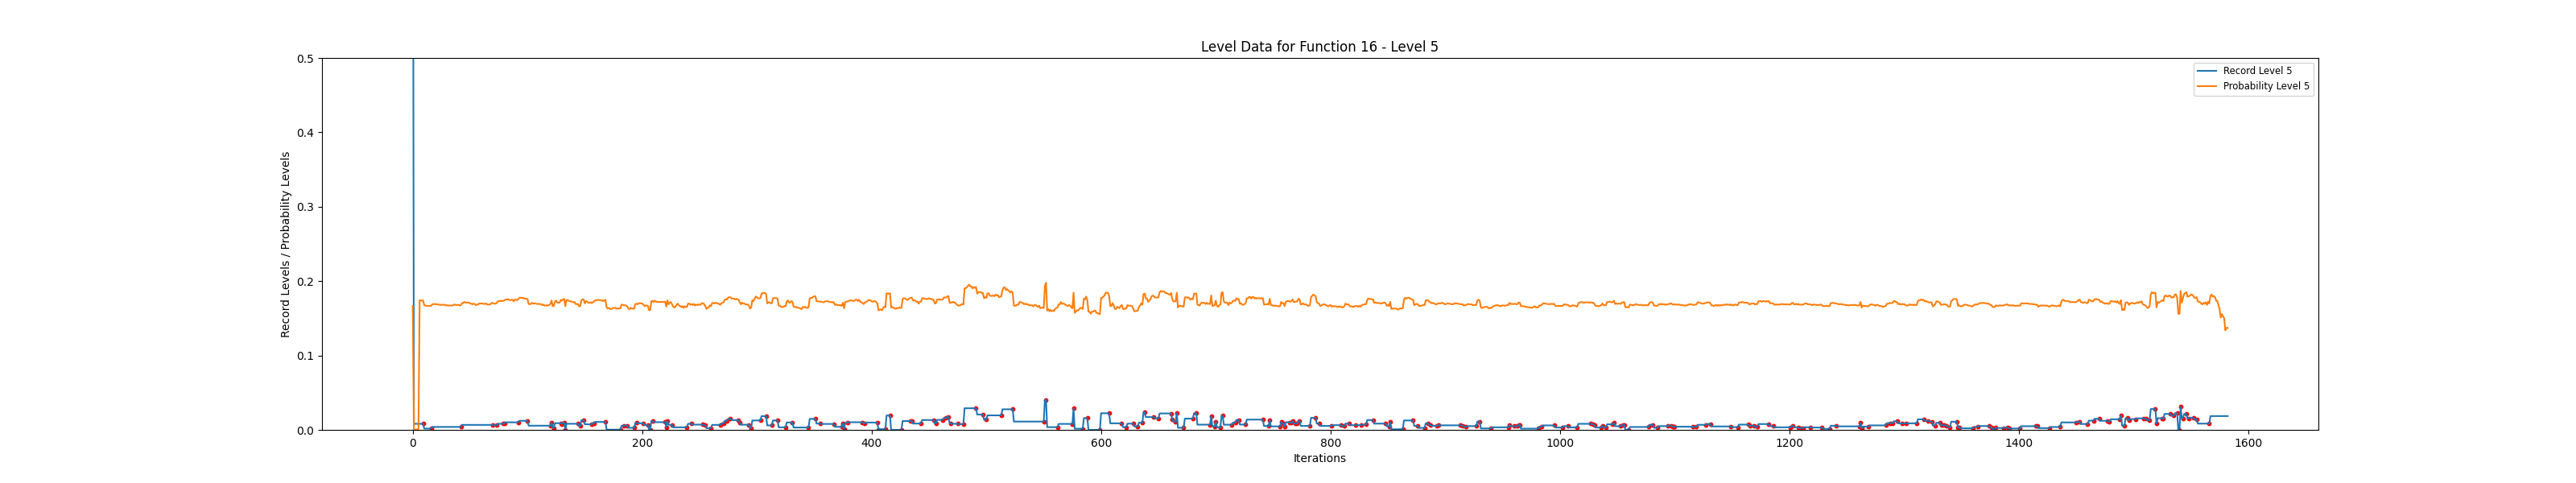 Level Data for Function 16 - Level 5
Record Level 5
Probability Level 5
Record Levels / Probability Levels
0.5
0.4
0.3
0.2
0.1
0.0
0 200 400 600 800 1000 1200 1400 1600
Iterations